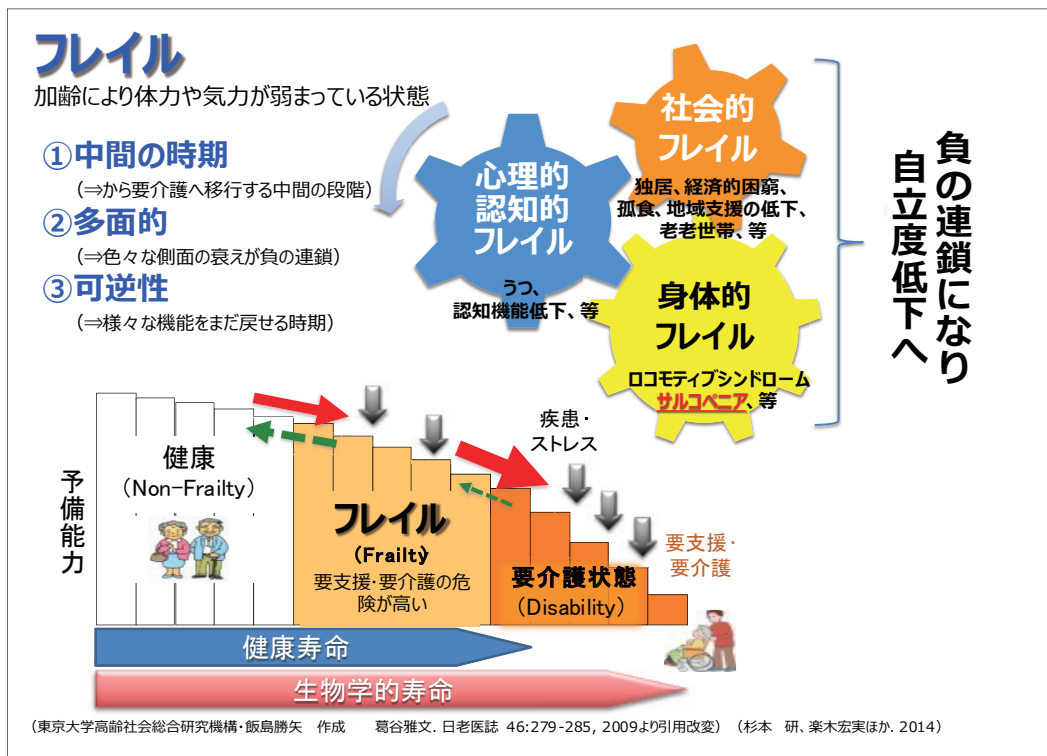 フレイル
加齢により体力や気力が弱まっている状態
①中間の時期
(⇒から要介護へ移行する中間の段階)
②多面的
(⇒色々な側面の衰えが負の連鎖)
③可逆性
(⇒様々な機能をまだ戻せる時期)
社会的
フレイル
独居、経済的困窮、
孤食、地域支援の低下、
老老世帯、等
心理的
認知的
フレイル
うつ、
認知機能低下、等
身体的
フレイル
ロコモティブシンドローム
サルコペニア、等
負の連鎖になり
自立度低下へ
予備能力
健康
(Non-Frailty)
フレイル
(Frailty)
要支援・要介護の危
険が高い
疾患・
ストレス
要介護状態
(Disability)
要支援・
要介護
健康寿命
生物学的寿命
(東京大学高齢社会総合研究機構・飯島勝矢 作成 葛谷雅文. 日老医誌 46:279-285, 2009より引用改変) (杉本 研、楽木宏実ほか. 2014)